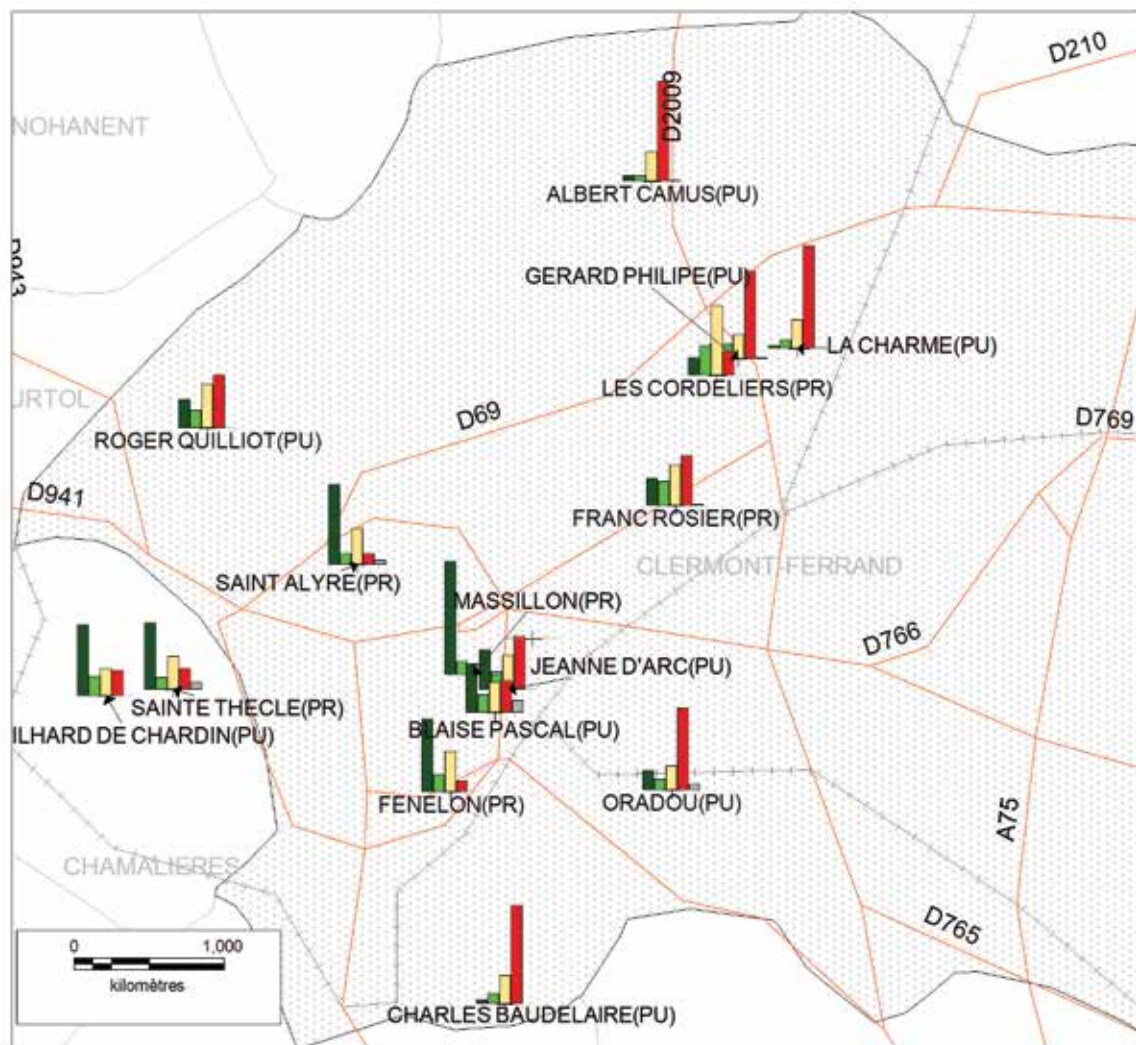 D210
D2009
NOHANENT
ALBERT CAMUS(PU)
D943
GERARD PHILIPE(PU)
LA CHARME(PU)
LES CORDELIERS(PR)
URTOL
D69
D769
ROGER QUILLIOT(PU)
D941
FRANC ROSIER(PR)
CLERMONT-FERRAND
SAINT ALYRE(PR)
MASSILLON(PR)
D766
JEANNE D'ARC(PU)
SAINTE THECLE(PR)
BLAISE PASCAL(PU)
ILHARD DE CHARDIN(PU)
FENELON(PR)
ORADOU(PU)
A75
CHAMALIERES
D765
0 1,000
kilomètres
CHARLES BAUDELAIRE(PU)